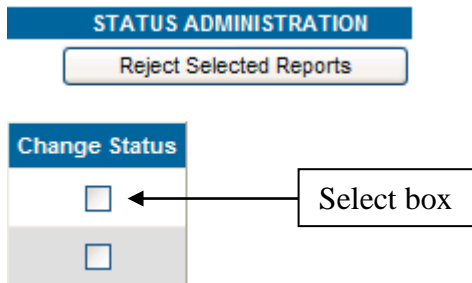 STATUS ADMINISTRATION
Reject Selected Reports
Change Status
Select box